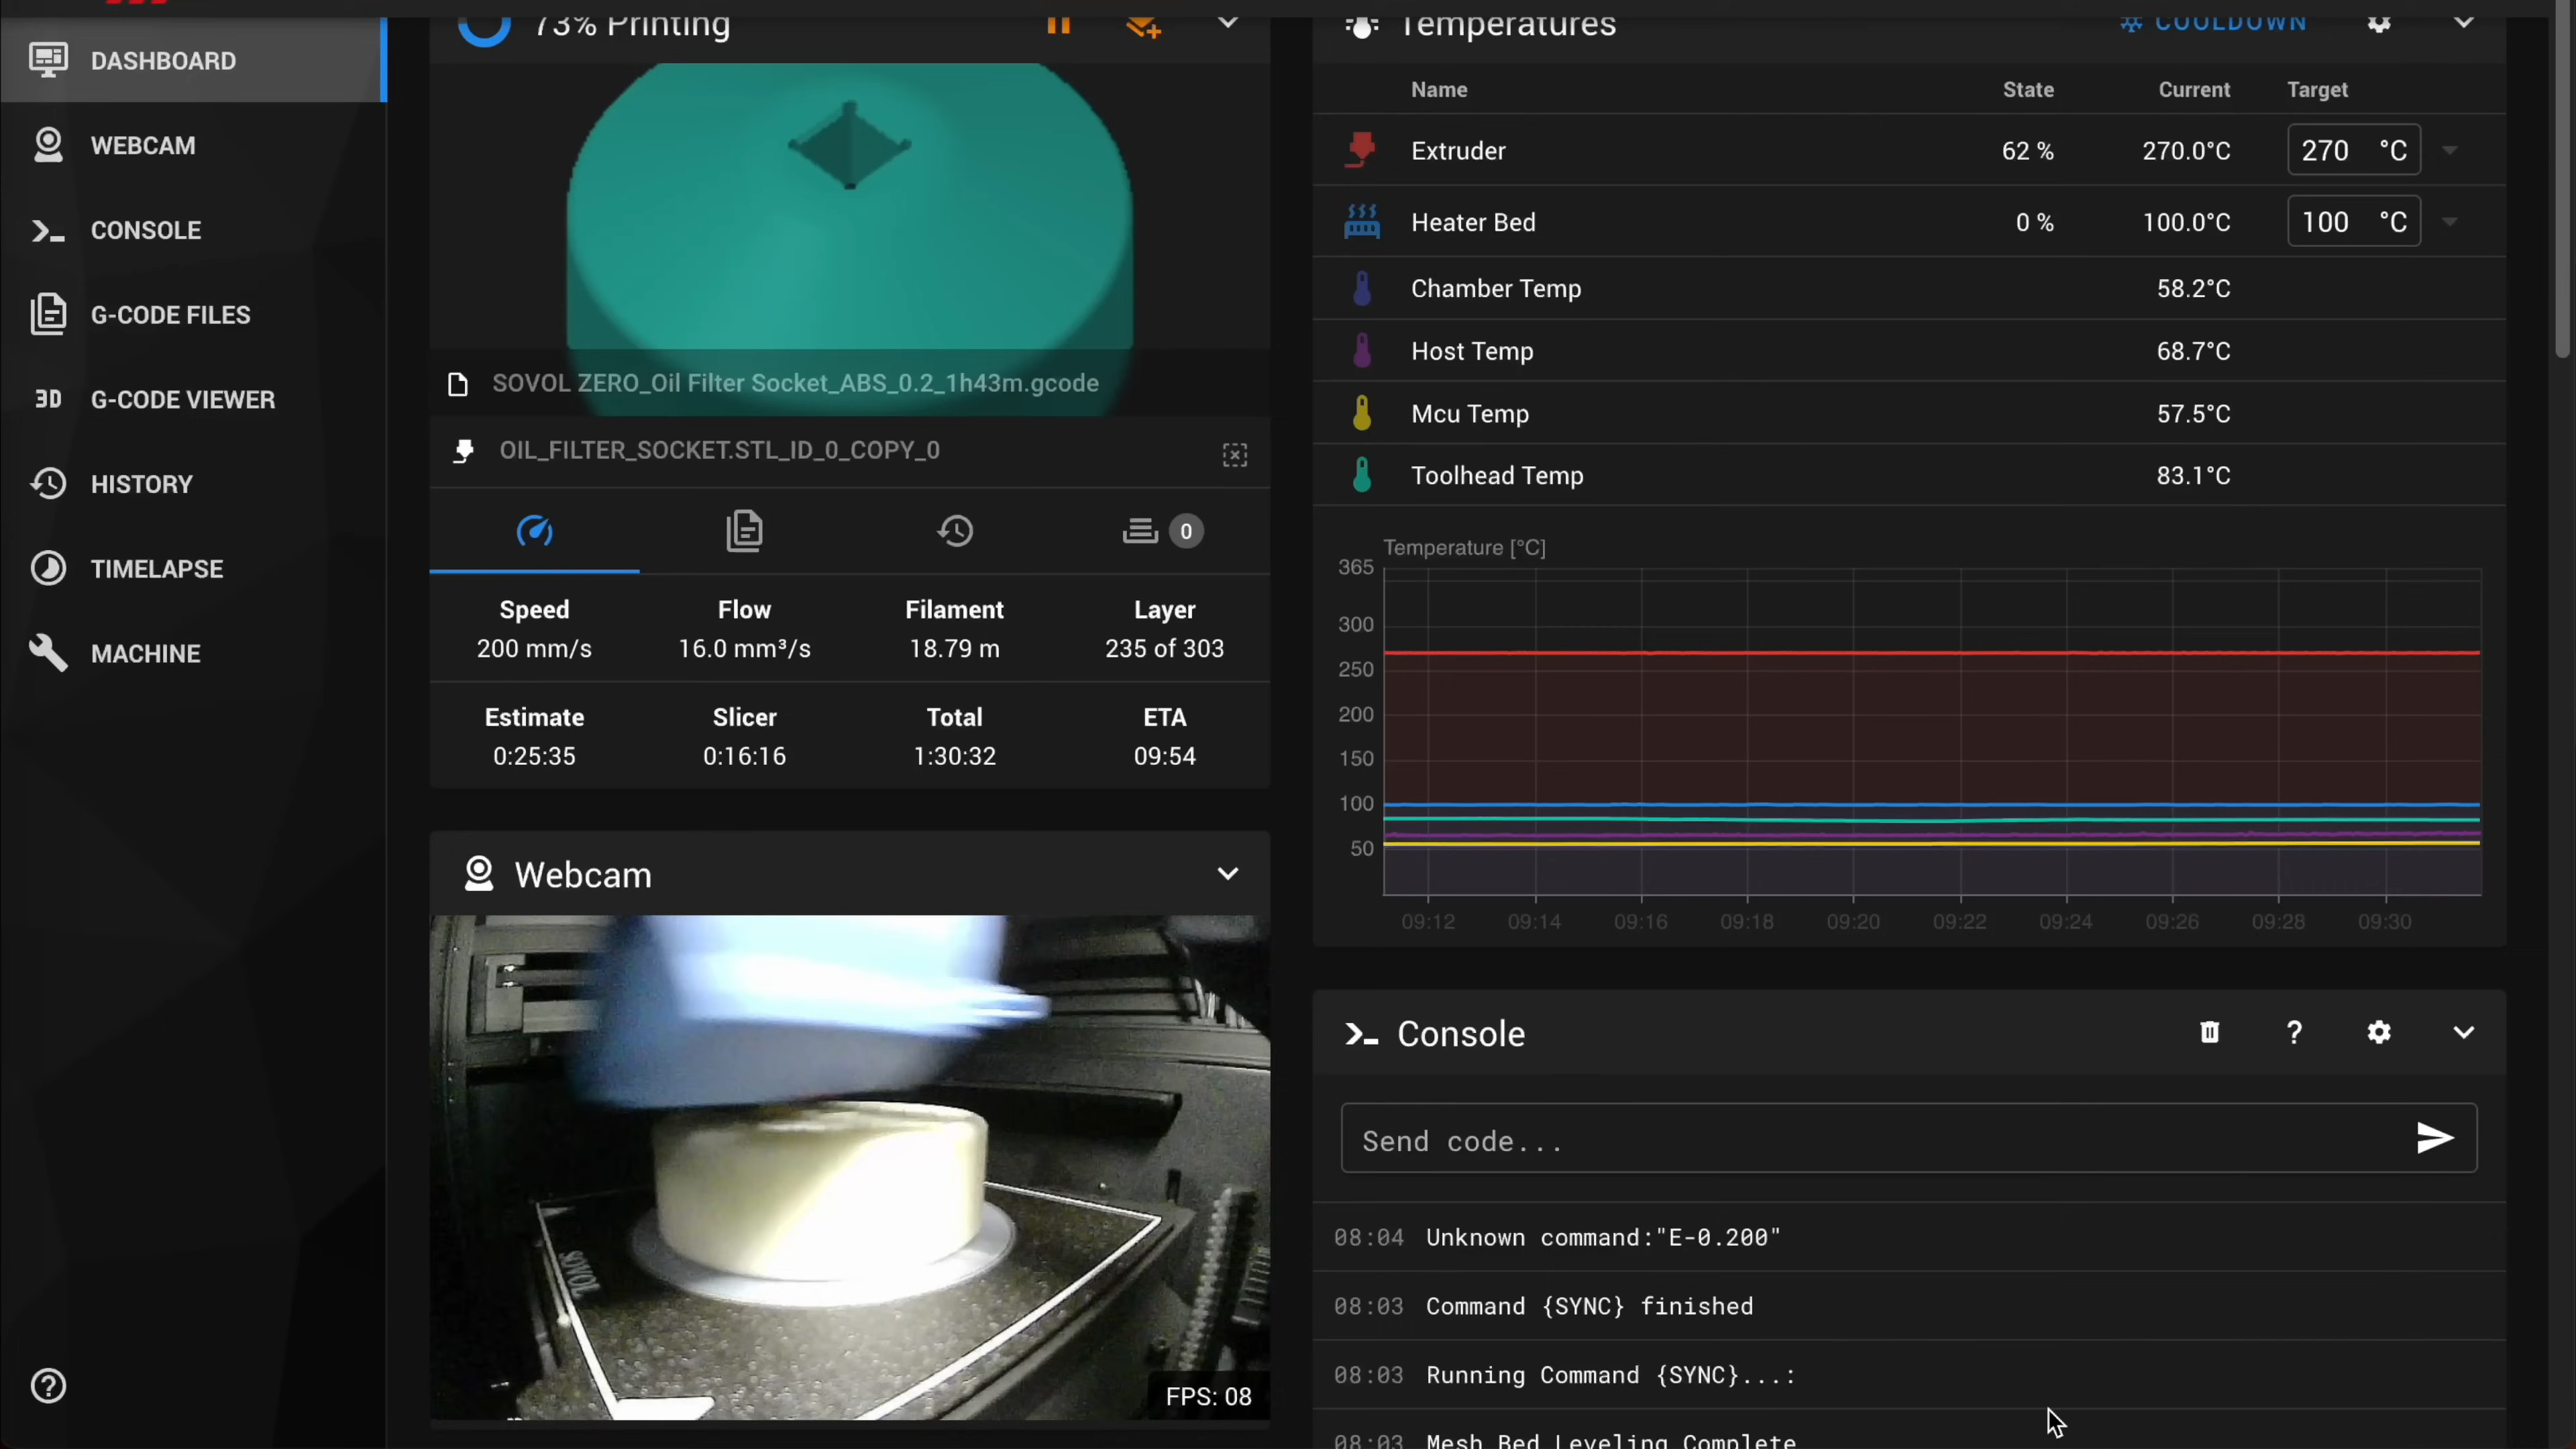 73% Printing
Temperatures
COOLDOWN
DASHBOARD
WEBCAM
CONSOLE
G-CODE FILES
3D G-CODE VIEWER
HISTORY
TIMELAPSE
MACHINE
SOVOL ZERO_Oil Filter Socket_ABS_0.2_1h43m.gcode
OIL_FILTER_SOCKET.STL_ID_0_COPY_0
0
Speed Flow Filament Layer
200 mm/s 16.0 mm³/s 18.79 m 235 of 303
Estimate Slicer Total ETA
0:25:35 0:16:16 1:30:32 09:54
Webcam
SOVOL
FPS: 08
Name State Current Target
Extruder 62 % 270.0°C 270 °C
Heater Bed 0 % 100.0°C 100 °C
Chamber Temp 58.2°C
Host Temp 68.7°C
Mcu Temp 57.5°C
Toolhead Temp 83.1°C
Temperature [°C]
365
300
250
200
150
100
50
09:12 09:14 09:16 09:18 09:20 09:22 09:24 09:26 09:28 09:30
Console
Send code...
08:04 Unknown command:"E-0.200"
08:03 Command {SYNC} finished
08:03 Running Command {SYNC}...:
08:03 Mesh Bed Leveling Complete